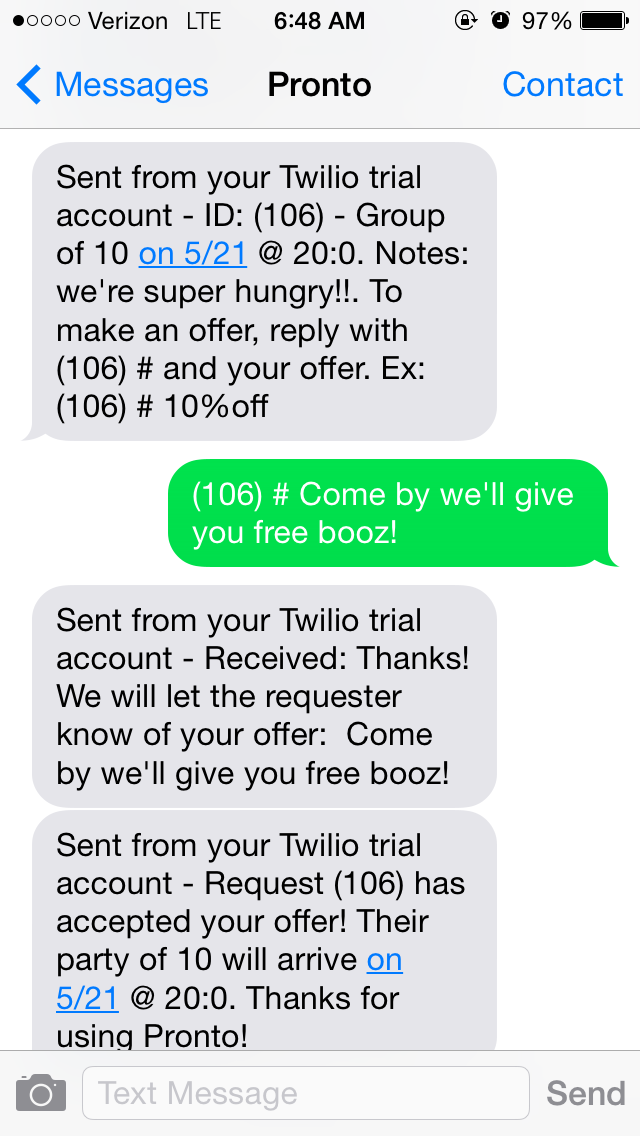 Verizon LTE 6:48 AM 97%
Messages Pronto Contact
Sent from your Twilio trial
account - ID: (106) - Group
of 10 on 5/21 @ 20:0. Notes:
we're super hungry!!. To
make an offer, reply with
(106) # and your offer. Ex:
(106) # 10%off
(106) # Come by we'll give
you free booz!
Sent from your Twilio trial
account - Received: Thanks!
We will let the requester
know of your offer:  Come
by we'll give you free booz!
Sent from your Twilio trial
account - Request (106) has
accepted your offer! Their
party of 10 will arrive on
5/21 @ 20:0. Thanks for
using Pronto!
Text Message Send